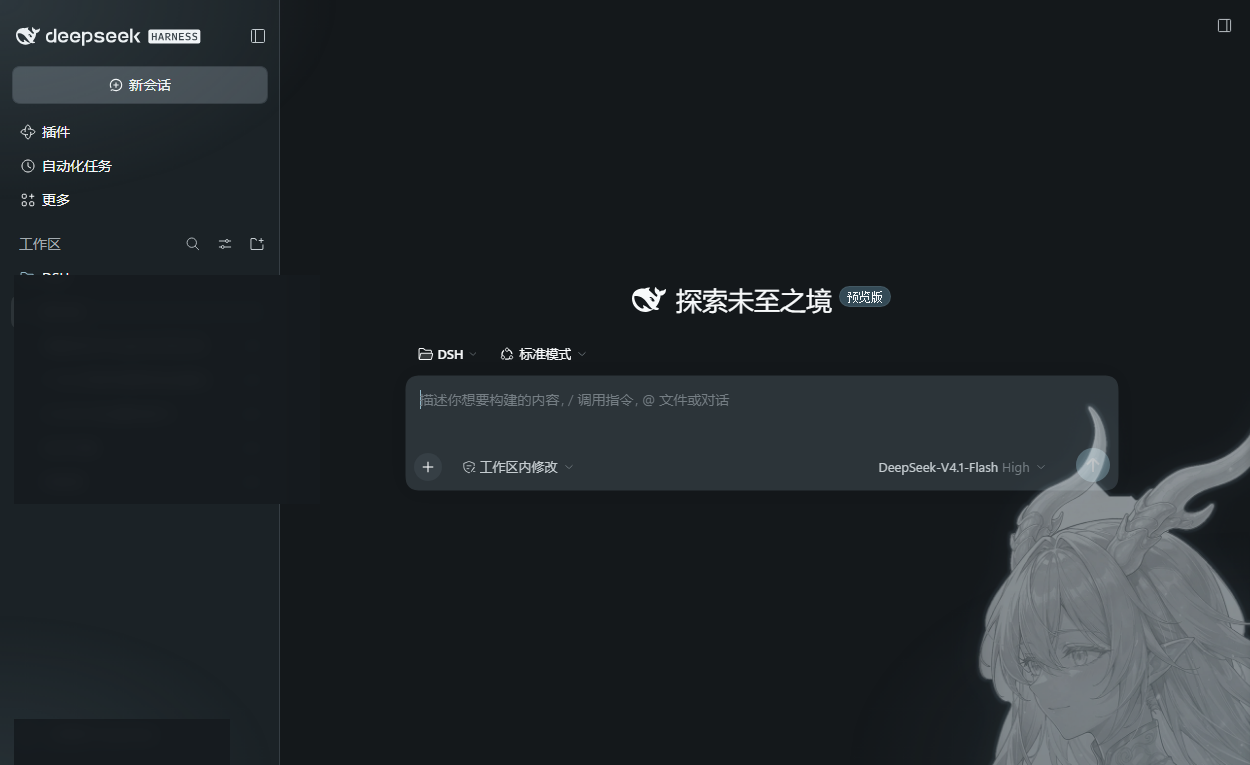 deepseek HARNESS
新会话
插件
自动化任务
更多
工作区
DSH
探索未至之境 预览版
DSH 标准模式
描述你想要构建的内容, / 调用指令, @ 文件或对话
工作区内修改 DeepSeek-V4.1-Flash High